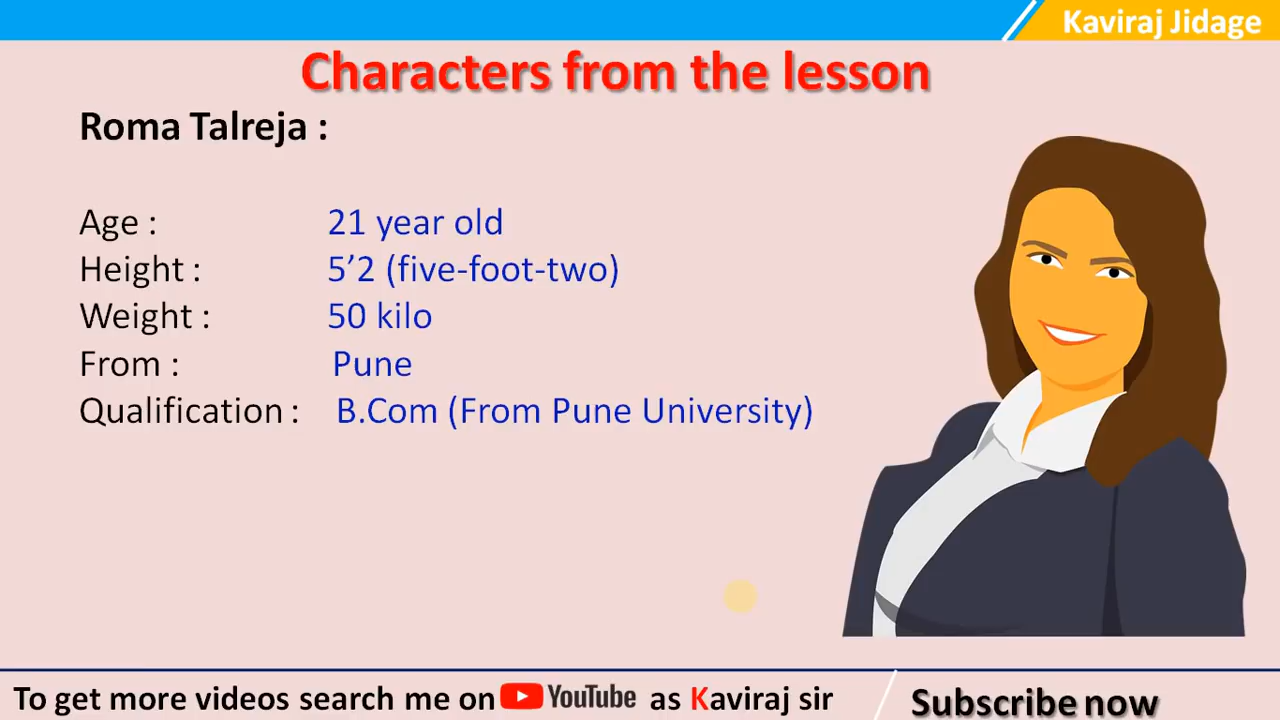 Kaviraj Jidage
Characters from the lesson
Roma Talreja :
Age : 21 year old
Height : 5’2 (five-foot-two)
Weight : 50 kilo
From : Pune
Qualification : B.Com (From Pune University)
To get more videos search me on YouTube as Kaviraj sir
Subscribe now